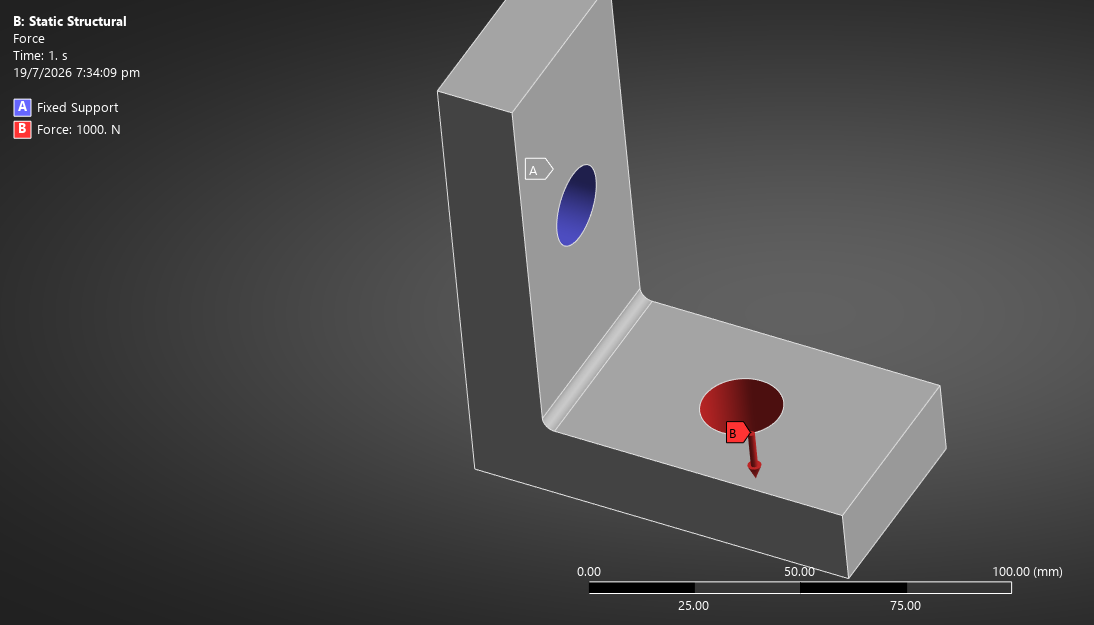 B: Static Structural
Force
Time: 1. s
19/7/2026 7:34:09 pm
A Fixed Support
B Force: 1000. N
A
B
0.00 50.00 100.00 (mm)
25.00 75.00